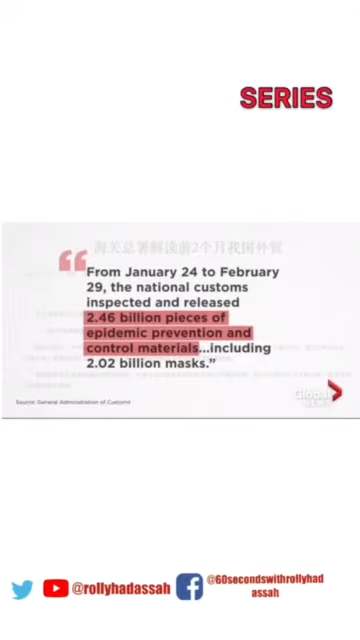 SERIES
海关总署解读前2个月我国外贸
“
From January 24 to February
29, the national customs
inspected and released
2.46 billion pieces of
epidemic prevention and
control materials...including
2.02 billion masks.”
Source: General Administration of Customs
Global
NEWS
@rollyhadassah
@60secondswithrollyhad
assah